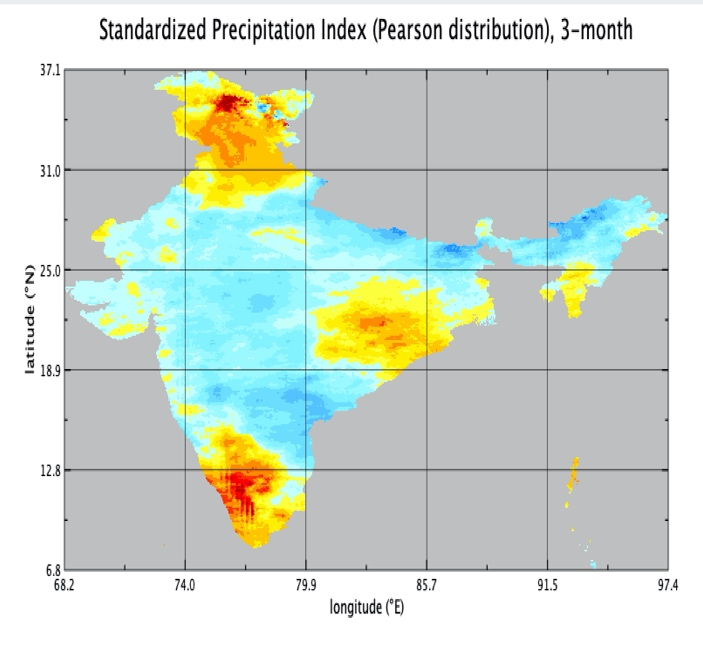 Standardized Precipitation Index (Pearson distribution), 3-month
37.1
31.0
25.0
18.9
12.8
6.8
latitude (°N)
68.2 74.0 79.9 85.7 91.5 97.4
longitude (°E)